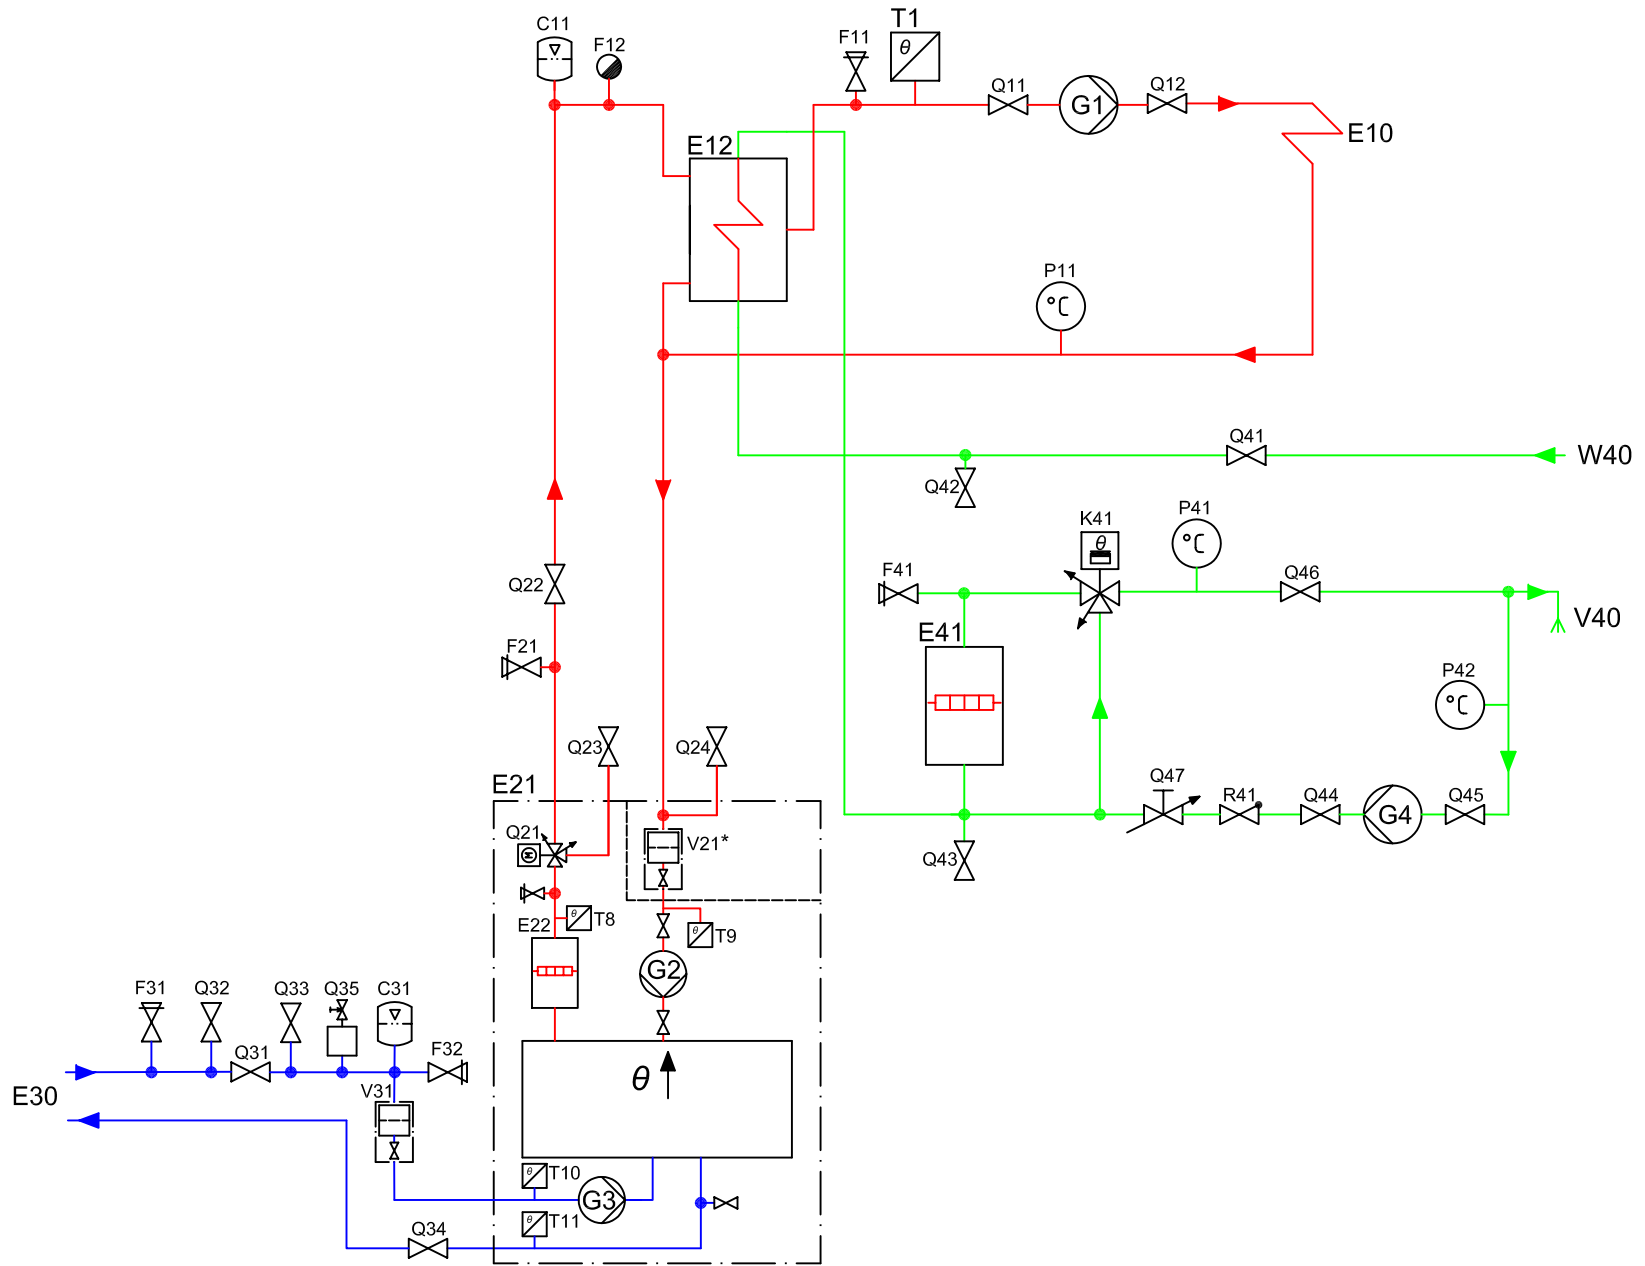 T1
C11
F11
F12
Q11
Q12
θ
G1
E10
E12
P11
°C
Q41
W40
Q42
P41
K41
θ
°C
F41
Q46
Q22
V40
E41
F21
P42
°C
Q23
Q24
E21
Q47
R41
Q44
Q45
G4
Q21
M
V21*
Q43
θ
T8
E22
θ
T9
G2
F31
Q32
Q33
Q35
C31
F32
Q31
θ
E30
V31
θ
T10
G3
θ
T11
Q34